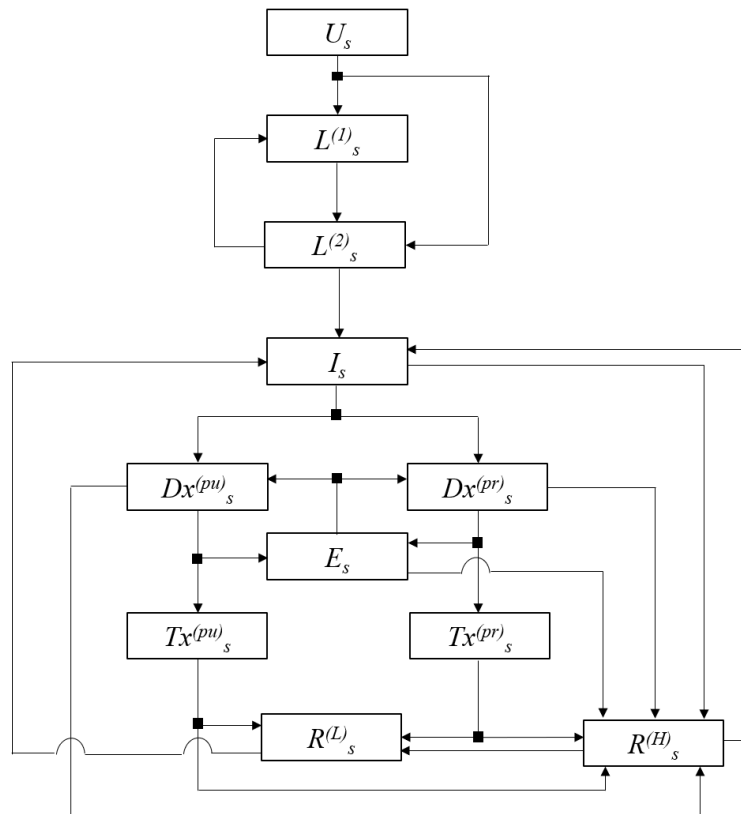 U_s
L^(1)_s
L^(2)_s
I_s
Dx^(pu)_s
Dx^(pr)_s
E_s
Tx^(pu)_s
Tx^(pr)_s
R^(L)_s
R^(H)_s